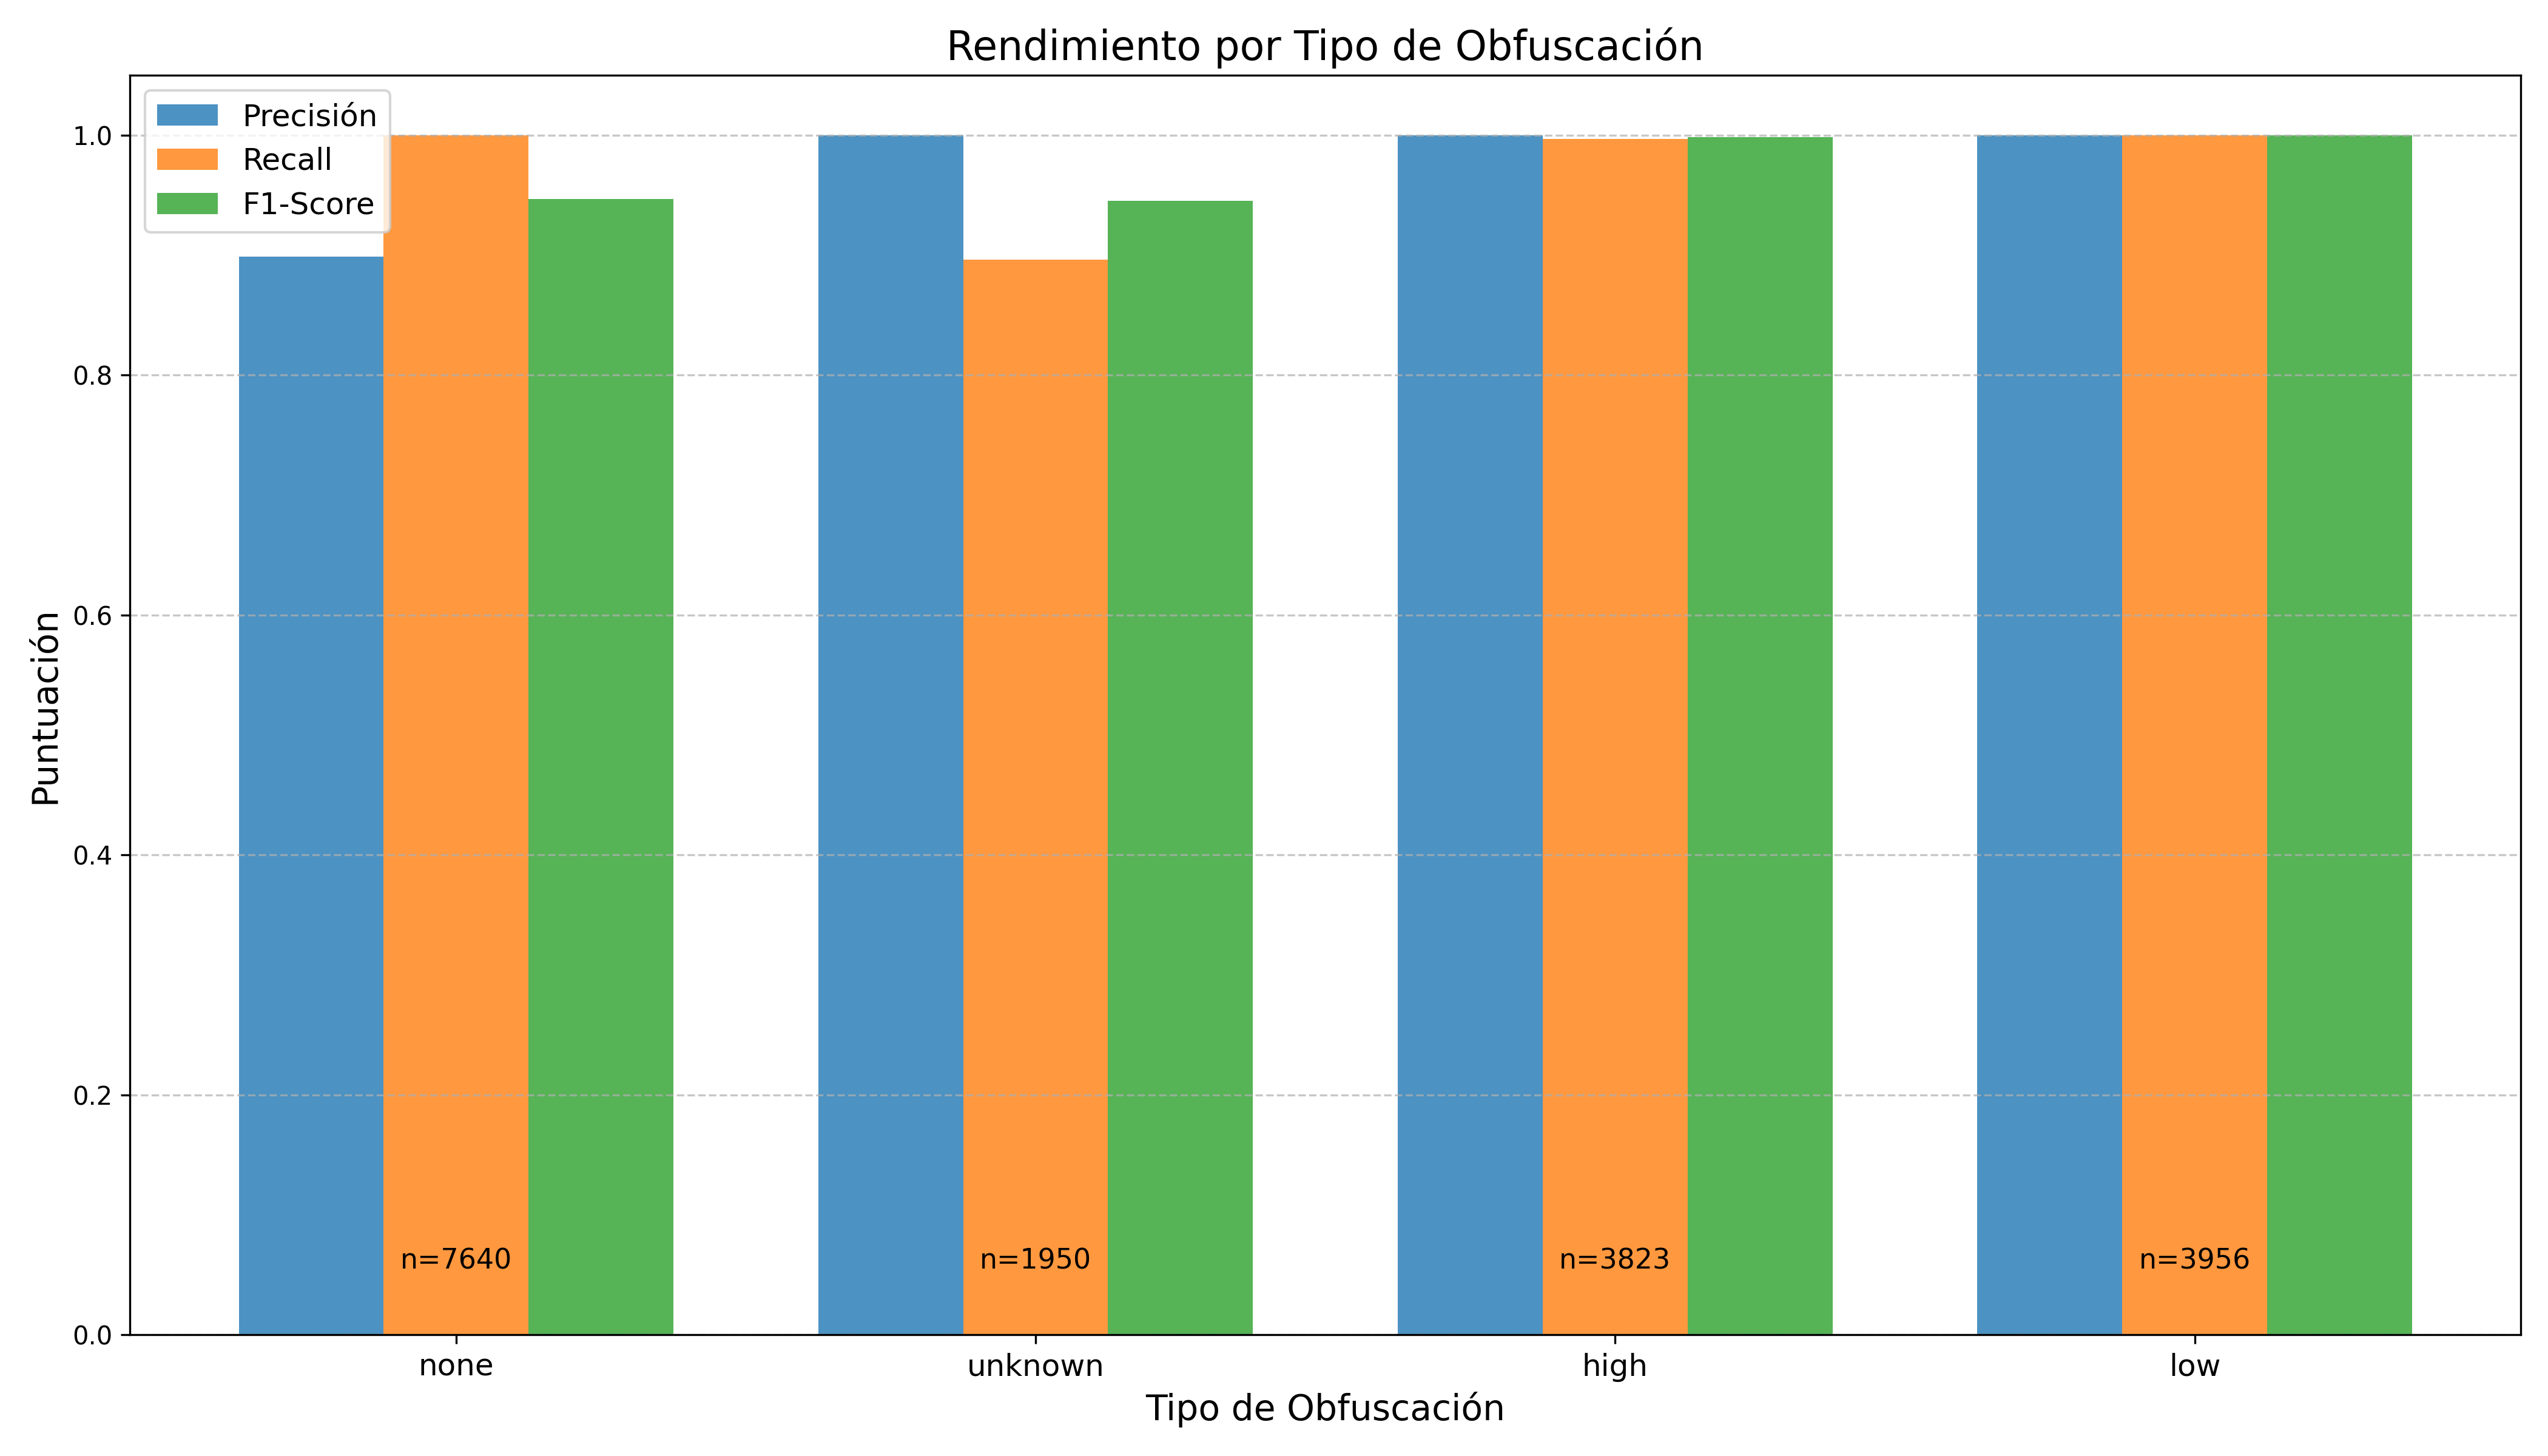 Rendimiento por Tipo de Obfuscación
Precisión
Recall
F1-Score
Puntuación
1.0
0.8
0.6
0.4
0.2
0.0
n=7640
n=1950
n=3823
n=3956
none
unknown
high
low
Tipo de Obfuscación